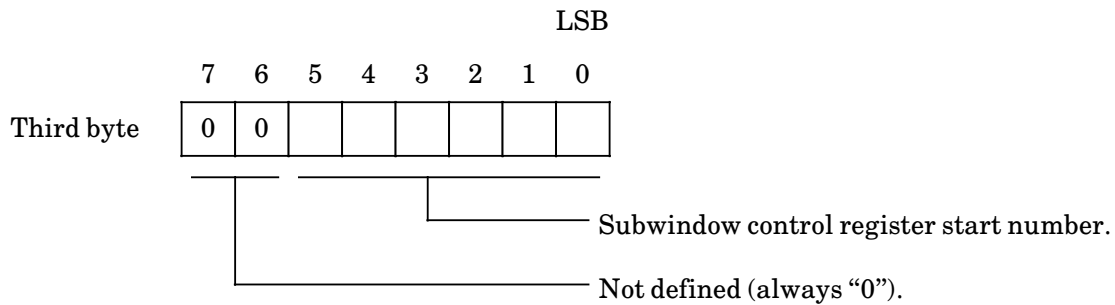 LSB
7 6 5 4 3 2 1 0
Third byte 0 0
Subwindow control register start number.
Not defined (always “0”).